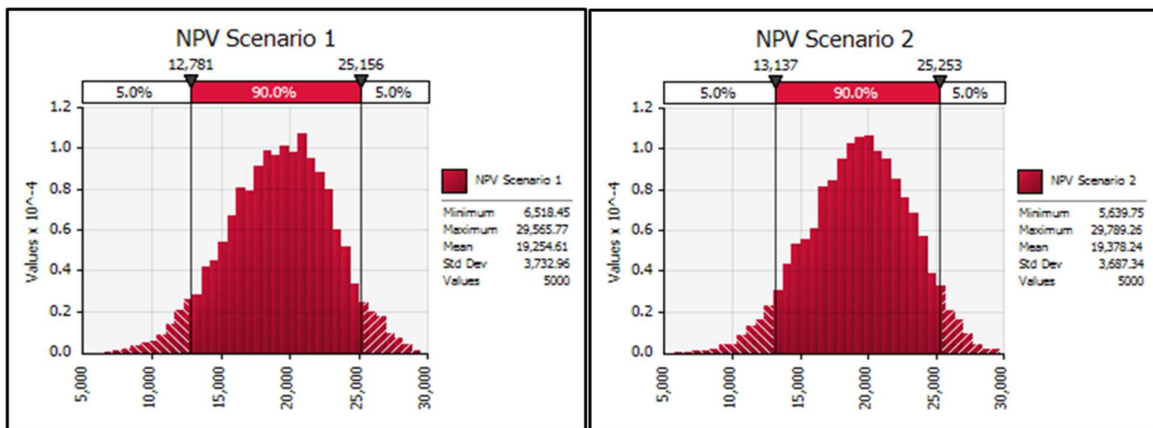 NPV Scenario 1
12,781 25,156
5.0% 90.0% 5.0%
1.2
1.0
0.8
0.6
0.4
0.2
0.0
Values x 10^-4
5,000
10,000
15,000
20,000
25,000
30,000
NPV Scenario 1
Minimum 6,518.45
Maximum 29,565.77
Mean 19,254.61
Std Dev 3,732.96
Values 5000
NPV Scenario 2
13,137 25,253
5.0% 90.0% 5.0%
1.2
1.0
0.8
0.6
0.4
0.2
0.0
Values x 10^-4
5,000
10,000
15,000
20,000
25,000
30,000
NPV Scenario 2
Minimum 5,639.75
Maximum 29,789.26
Mean 19,378.24
Std Dev 3,687.34
Values 5000